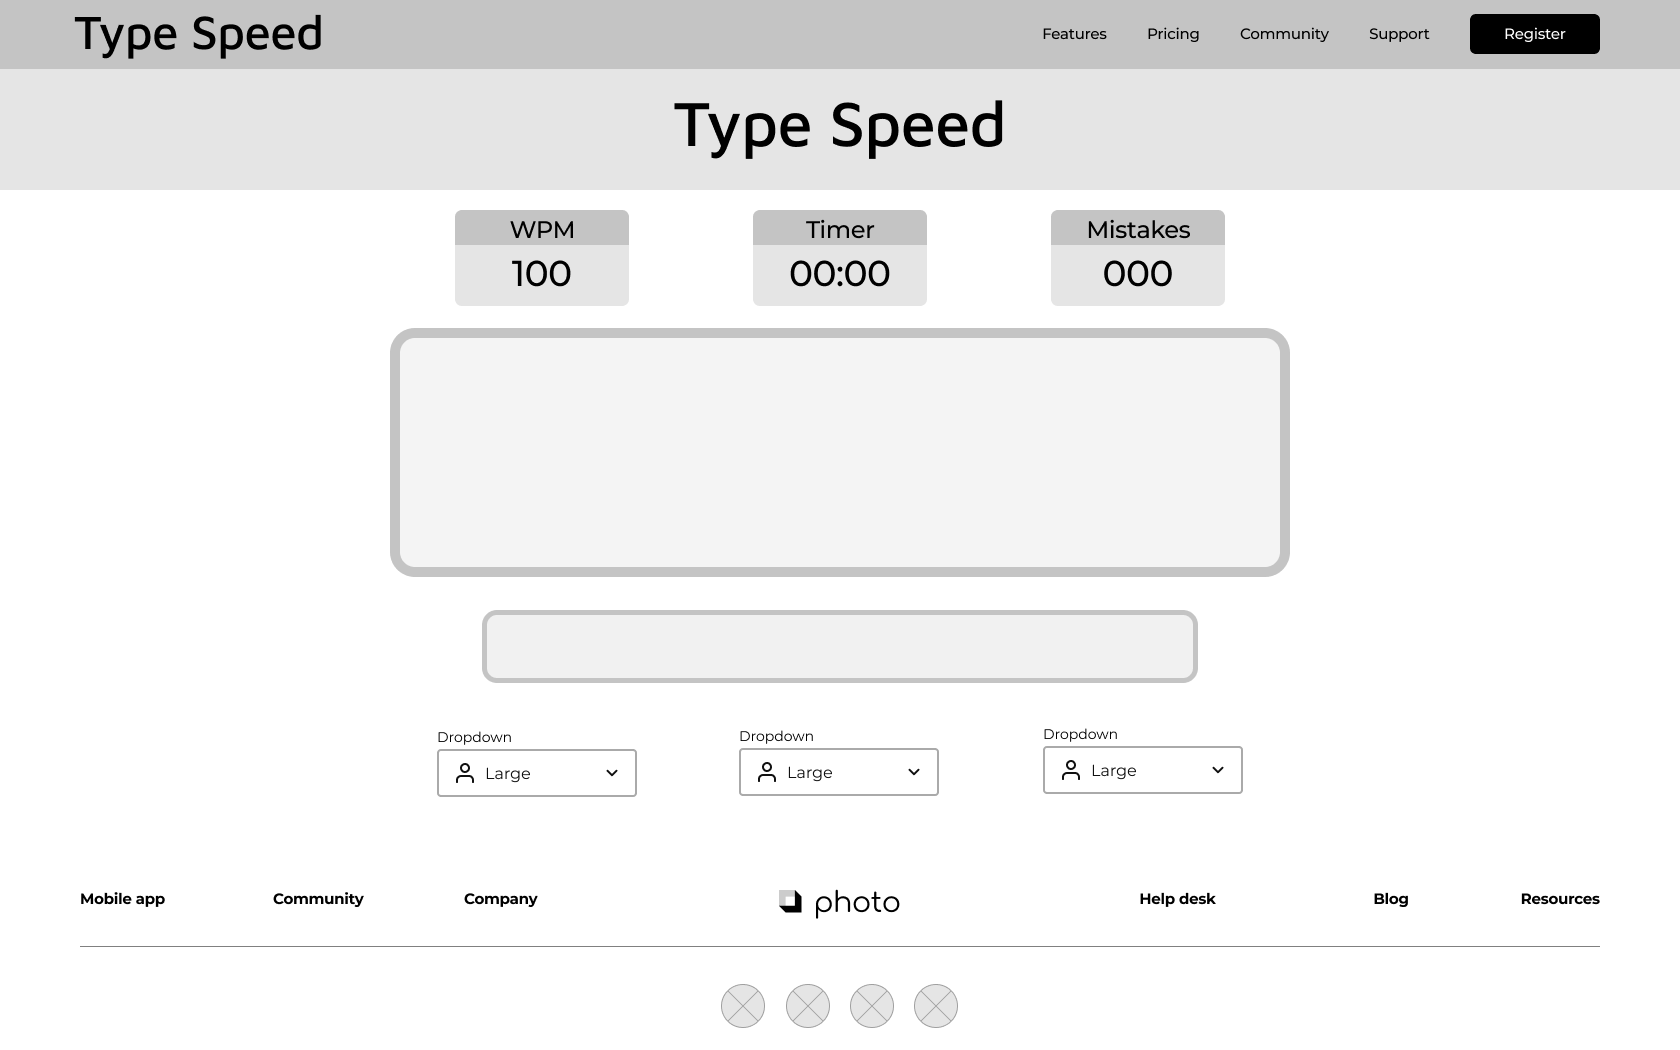 Type Speed
Features Pricing Community Support Register
Type Speed
WPM Timer Mistakes
100 00:00 000
Dropdown Dropdown Dropdown
Large Large Large
Mobile app Community Company photo Help desk Blog Resources